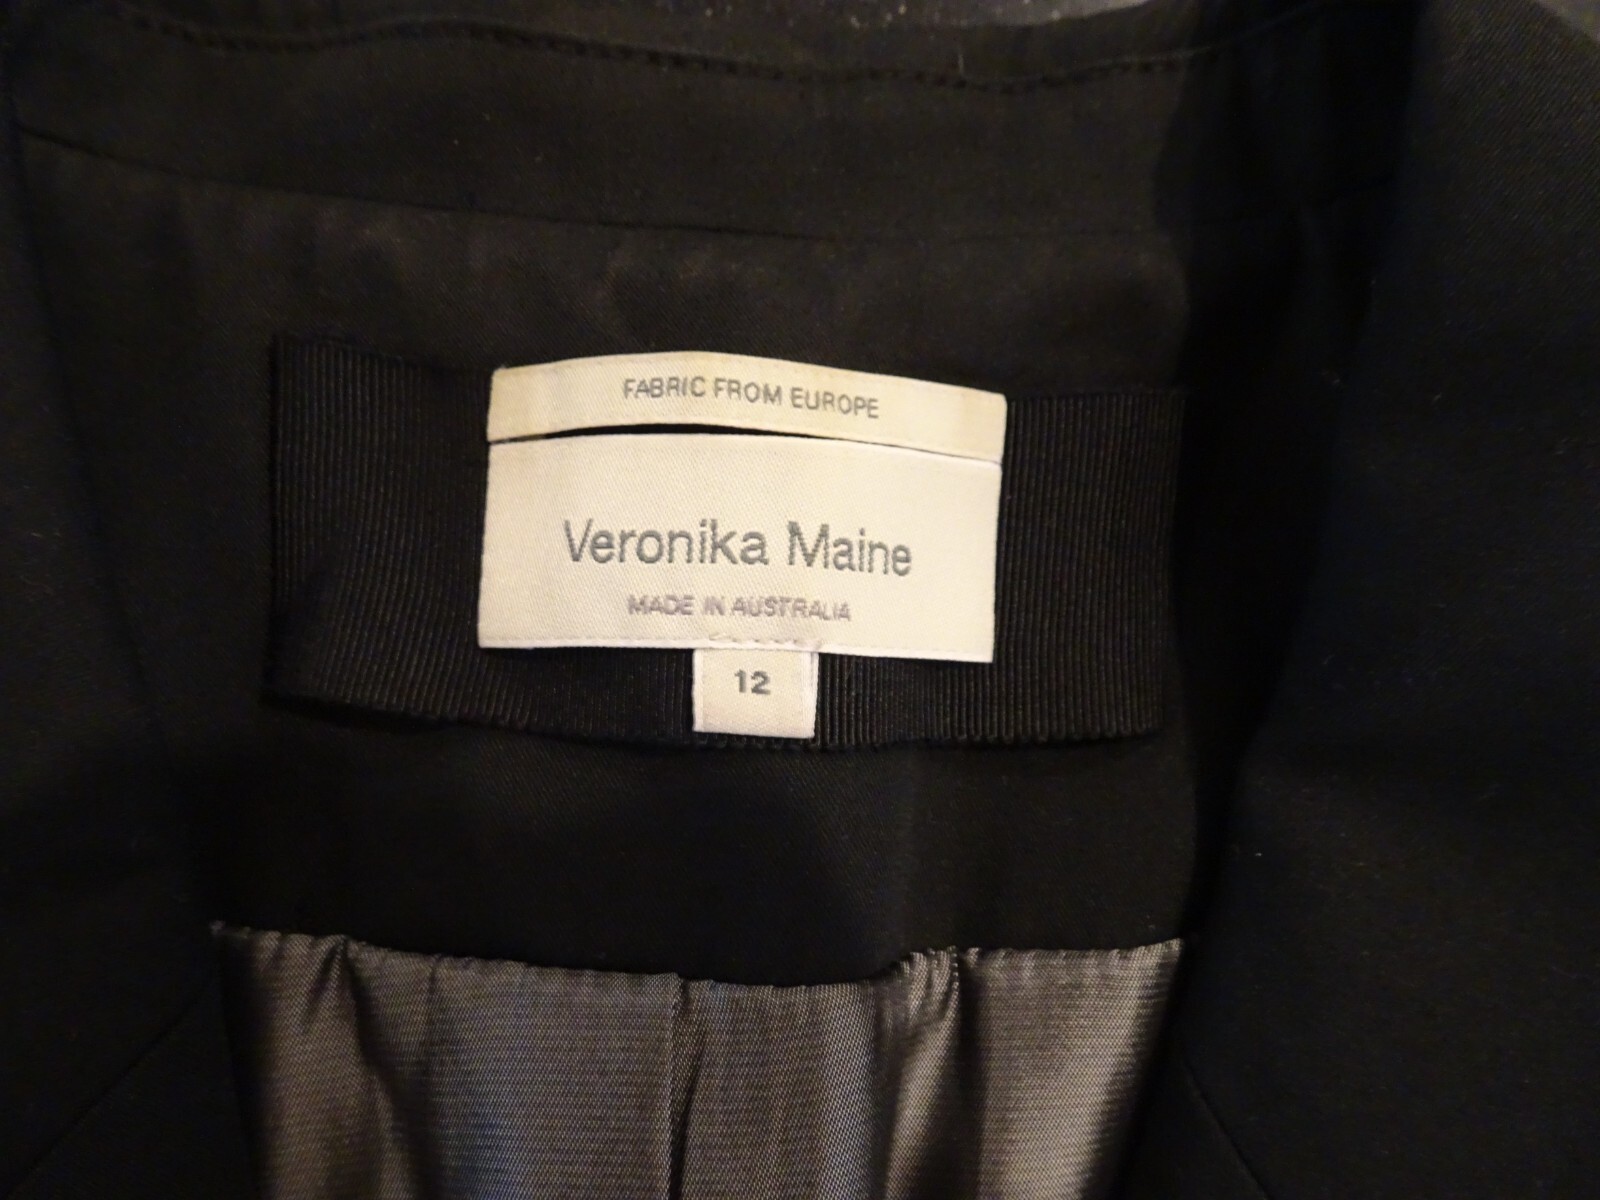 FABRIC FROM EUROPE
Veronika Maine
MADE IN AUSTRALIA
12